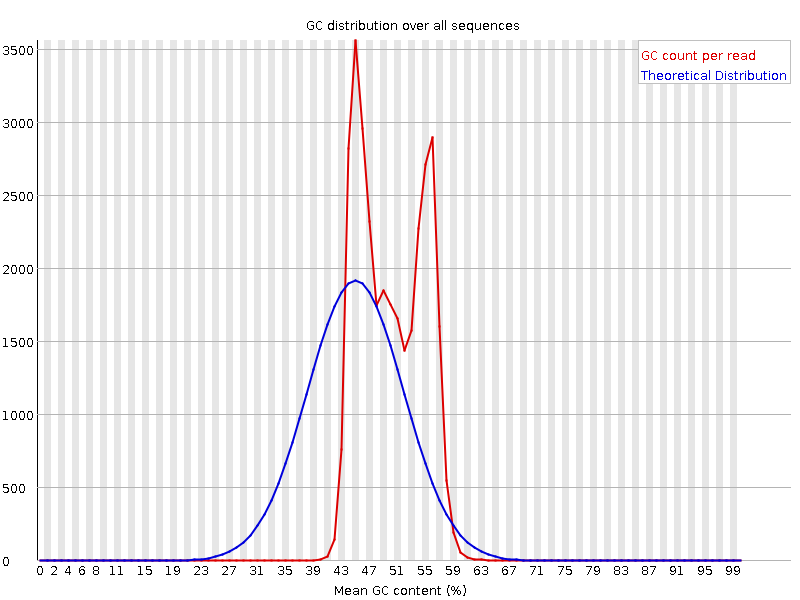 GC distribution over all sequences
GC count per read
Theoretical Distribution
3500
3000
2500
2000
1500
1000
500
0
0 2 4 6 8 11 15 19 23 27 31 35 39 43 47 51 55 59 63 67 71 75 79 83 87 91 95 99
Mean GC content (%)